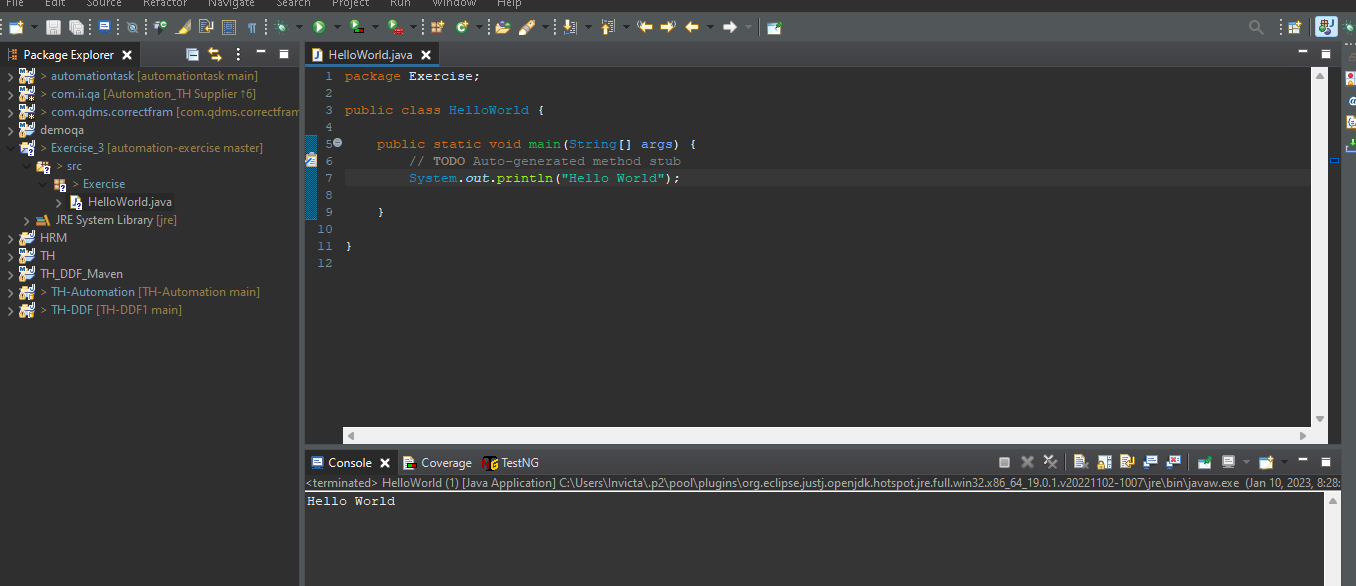 File Edit Source Refactor Navigate Search Project Run Window Help
Package Explorer
> automationtask [automationtask main]
> com.ii.qa [Automation_TH Supplier ↑6]
> com.qdms.correctfram [com.qdms.correctfram
demoqa
> Exercise_3 [automation-exercise master]
> src
> Exercise
HelloWorld.java
JRE System Library [jre]
HRM
TH
TH_DDF_Maven
> TH-Automation [TH-Automation main]
> TH-DDF [TH-DDF1 main]
HelloWorld.java
1 package Exercise;
2
3 public class HelloWorld {
4
5 public static void main(String[] args) {
6 // TODO Auto-generated method stub
7 System.out.println("Hello World");
8
9 }
10
11 }
12
Console Coverage TestNG
<terminated> HelloWorld (1) [Java Application] C:\Users\Invicta\.p2\pool\plugins\org.eclipse.justj.openjdk.hotspot.jre.full.win32.x86_64_19.0.1.v20221102-1007\jre\bin\javaw.exe (Jan 10, 2023, 8:28:
Hello World